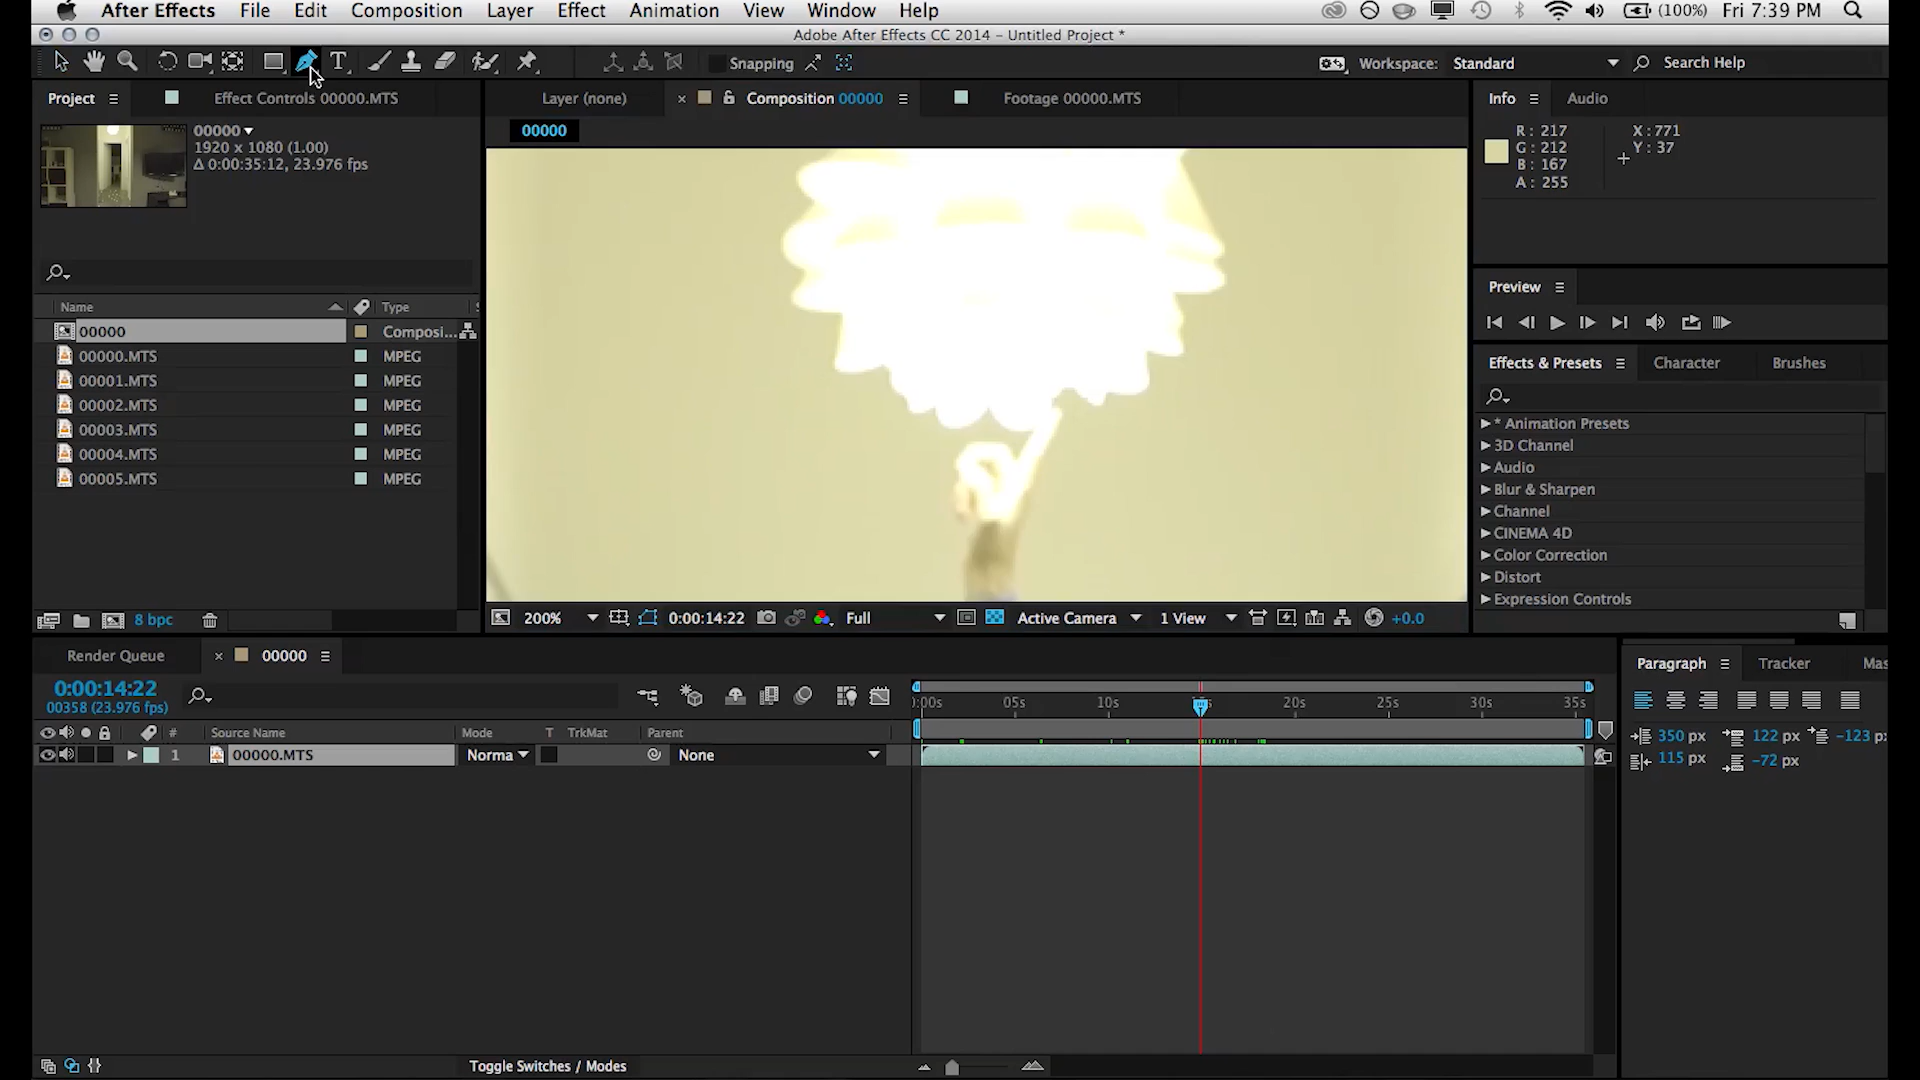 After Effects File Edit Composition Layer Effect Animation View Window Help (100%) Fri 7:39 PM
Adobe After Effects CC 2014 – Untitled Project *
T Snapping Workspace: Standard Search Help
Project Effect Controls 00000.MTS Layer (none) × Composition 00000 Footage 00000.MTS Info Audio
00000
1920 x 1080 (1.00)
Δ 0:00:35:12, 23.976 fps
00000
R: 217 X: 771
G: 212 Y: 37
B: 167
A: 255
Preview
Name Type
00000 Composi...
00000.MTS MPEG
00001.MTS MPEG
00002.MTS MPEG
00003.MTS MPEG
00004.MTS MPEG
00005.MTS MPEG
8 bpc
Effects & Presets Character Brushes
* Animation Presets
3D Channel
Audio
Blur & Sharpen
Channel
CINEMA 4D
Color Correction
Distort
Expression Controls
200% 0:00:14:22 Full Active Camera 1 View +0.0
Render Queue × 00000
0:00:14:22
00358 (23.976 fps)
# Source Name Mode T TrkMat Parent
1 00000.MTS Norma None
):00s 05s 10s 20s 25s 30s 35s
Paragraph Tracker Mas
350 px 122 px -123 p
115 px -72 px
Toggle Switches / Modes